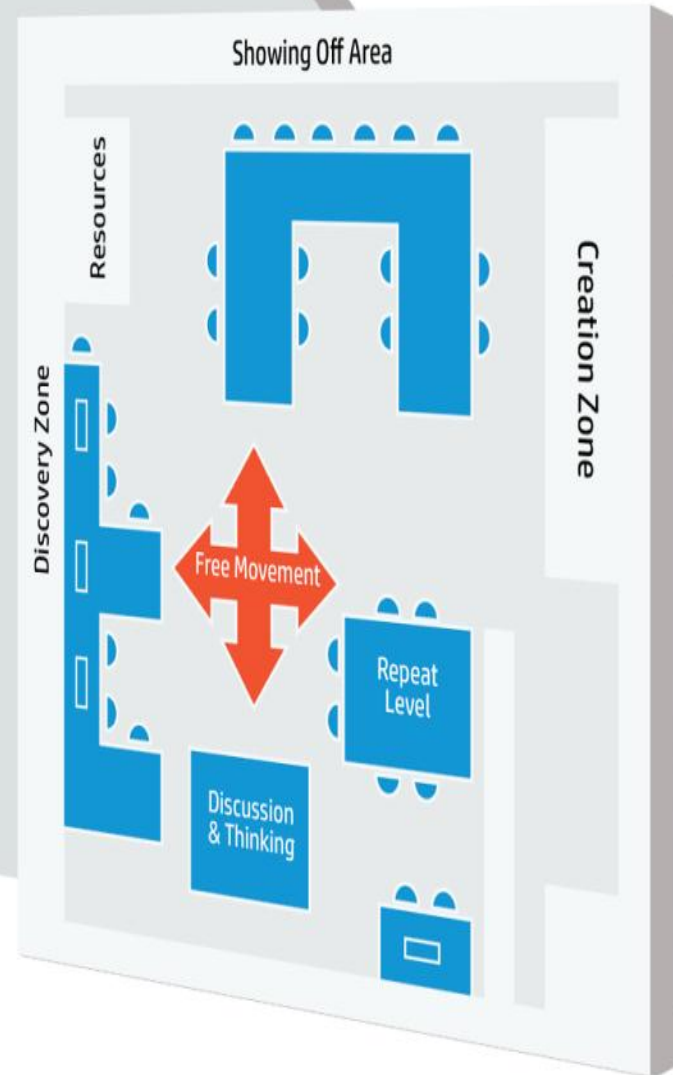 Showing Off Area
Resources
Creation Zone
Discovery Zone
Free Movement
Repeat
Level
Discussion
& Thinking